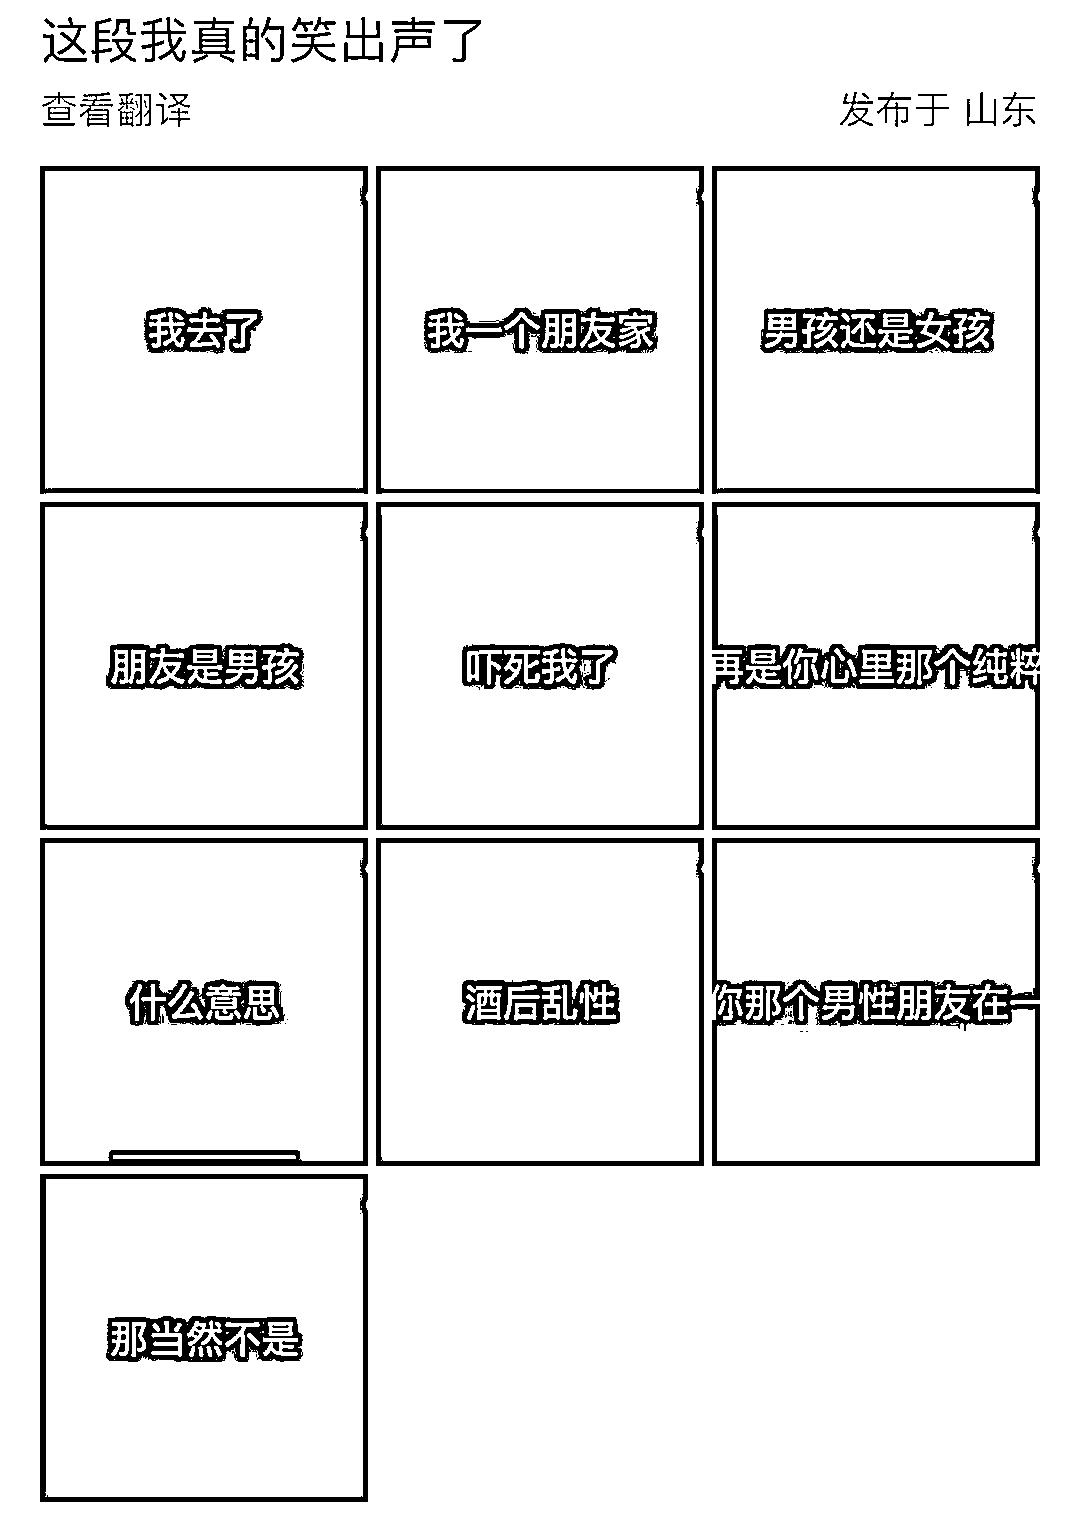 这段我真的笑出声了
查看翻译 发布于 山东
我去了
我一个朋友家
男孩还是女孩
朋友是男孩
吓死我了
再是你心里那个纯粹
什么意思
酒后乱性
你那个男性朋友在一
那当然不是